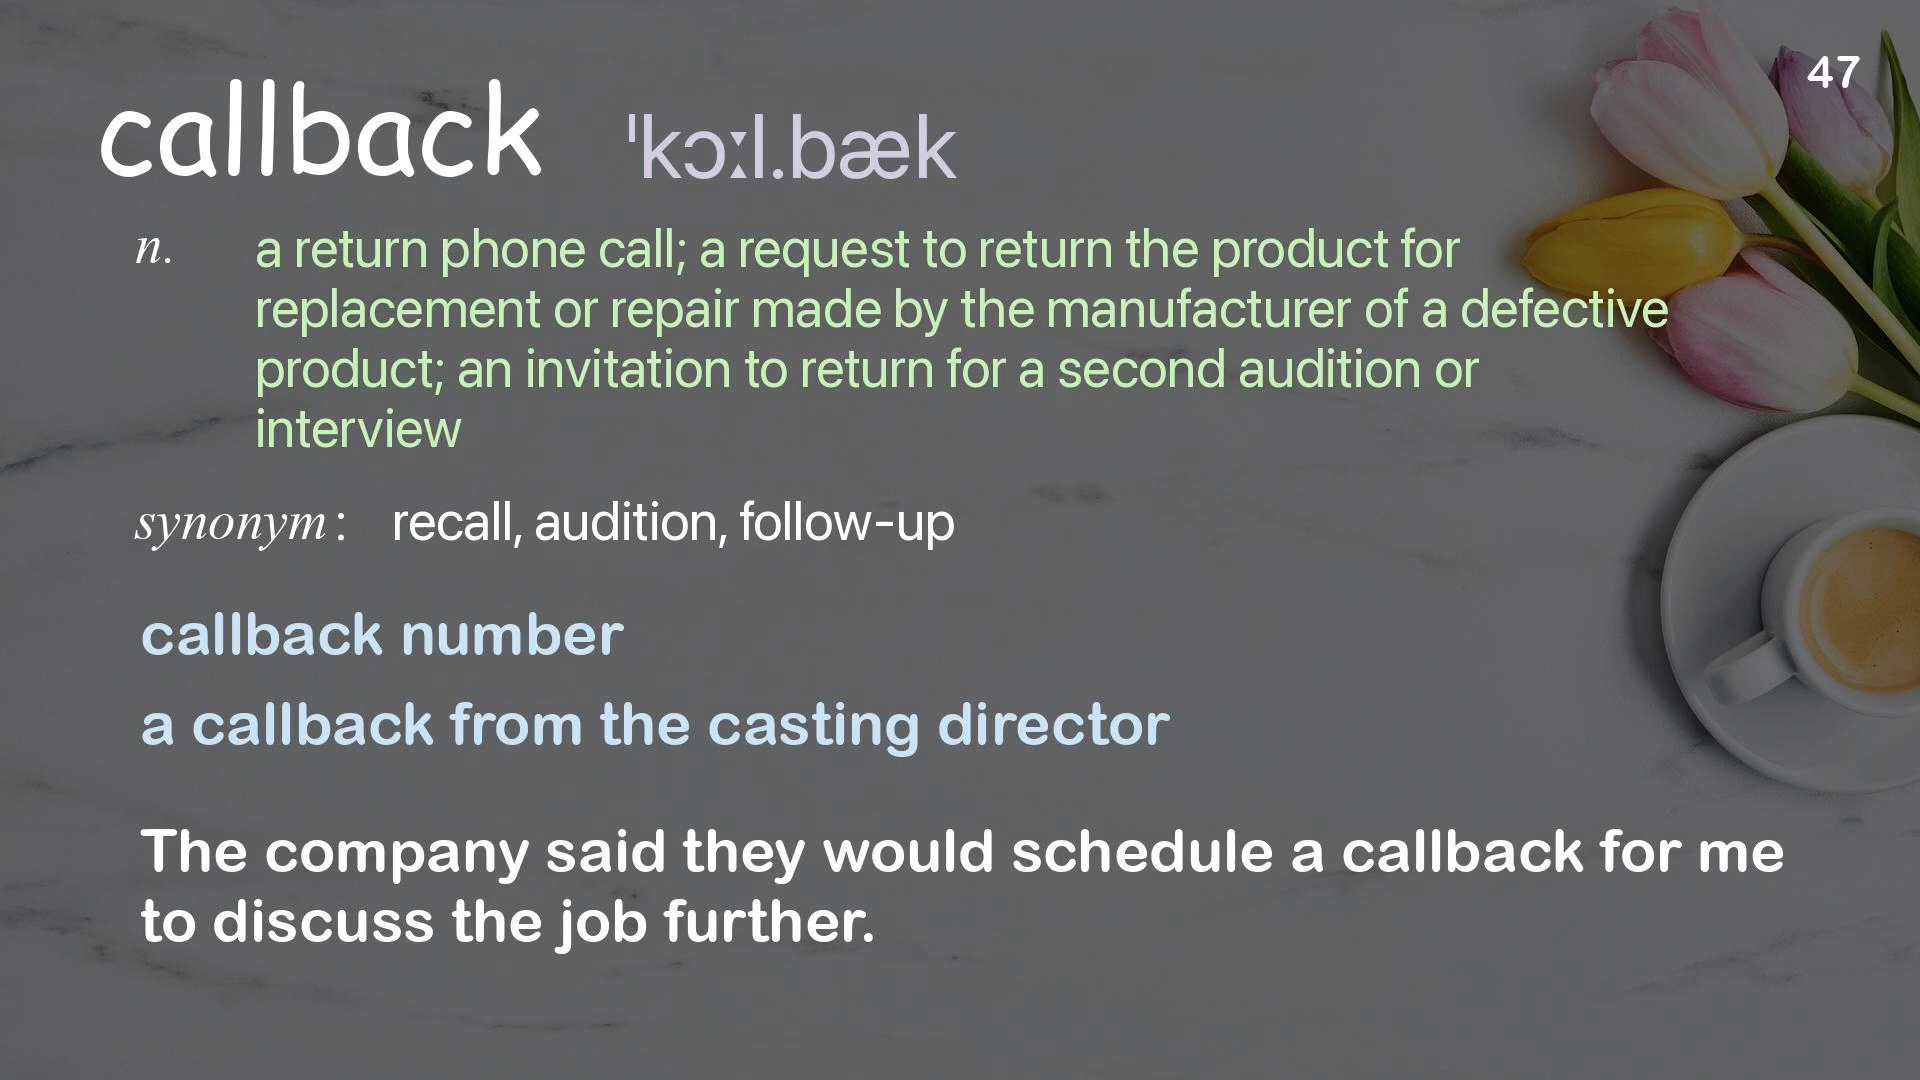 47
callback ˈkɔːl.bæk
n. a return phone call; a request to return the product for
replacement or repair made by the manufacturer of a defective
product; an invitation to return for a second audition or
interview
synonym: recall, audition, follow-up
callback number
a callback from the casting director
The company said they would schedule a callback for me
to discuss the job further.